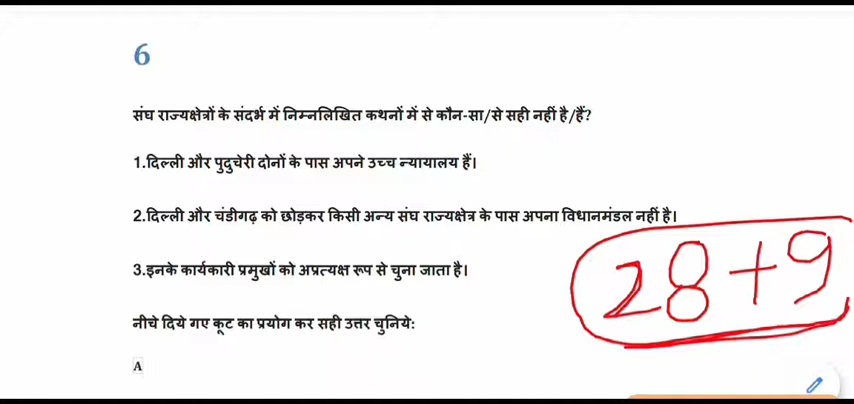 6
संघ राज्यक्षेत्रों के संदर्भ में निम्नलिखित कथनों में से कौन-सा/से सही नहीं है/हैं?
1.दिल्ली और पुदुचेरी दोनों के पास अपने उच्च न्यायालय हैं।
2.दिल्ली और चंडीगढ़ को छोड़कर किसी अन्य संघ राज्यक्षेत्र के पास अपना विधानमंडल नहीं है।
28+9
3.इनके कार्यकारी प्रमुखों को अप्रत्यक्ष रूप से चुना जाता है।
नीचे दिये गए कूट का प्रयोग कर सही उत्तर चुनिये:
A